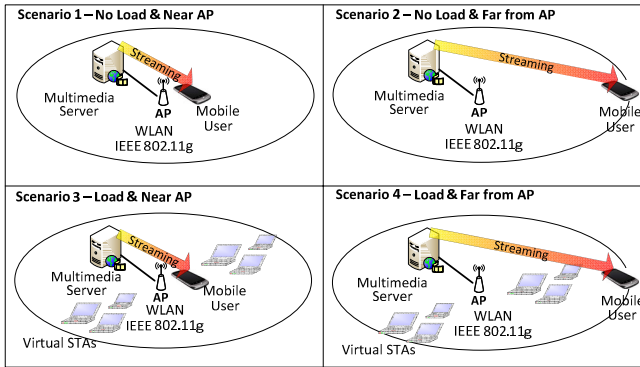 Scenario 1 – No Load & Near AP
Streaming
Multimedia
Server
AP
Mobile
User
WLAN
IEEE 802.11g
Scenario 2 – No Load & Far from AP
Streaming
Multimedia
Server
AP
Mobile
User
WLAN
IEEE 802.11g
Scenario 3 – Load & Near AP
Streaming
Multimedia
Server
AP
Mobile
User
WLAN
IEEE 802.11g
Virtual STAs
Scenario 4 – Load & Far from AP
Streaming
Multimedia
Server
AP
Mobile
User
WLAN
IEEE 802.11g
Virtual STAs